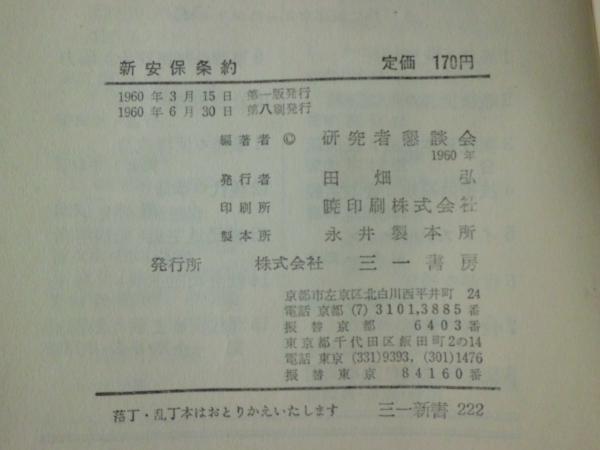 新安保条約 定価 170円
1960 年 3 月 15 日 第一版発行
1960 年 6 月 30 日 第八刷発行
編著者 © 研究者懇談会
1960 年
発行者 田畑弘
印刷所 暁印刷株式会社
製本所 永井製本所
発行所 株式会社 三一書房
京都市左京区北白川西平井町 24
電話 京都 (7) 3101,3885 番
振替京都 6403 番
東京都千代田区飯田町2の14
電話 東京 (331)9393, (301)1476
振替東京 84160 番
落丁・乱丁本はおとりかえいたします 三一新書 222